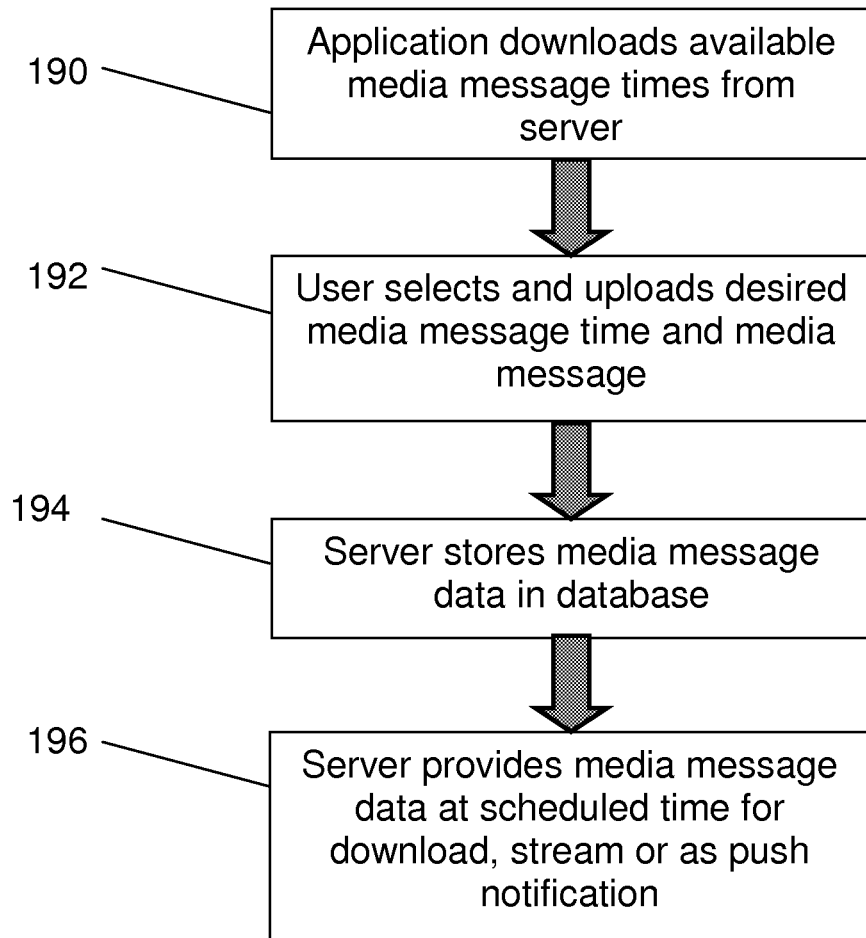 190
Application downloads available
media message times from
server
192
User selects and uploads desired
media message time and media
message
194
Server stores media message
data in database
196
Server provides media message
data at scheduled time for
download, stream or as push
notification